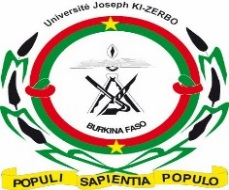 Université Joseph KI-ZERBO
BURKINA FASO
POPULI SAPIENTIA POPULO